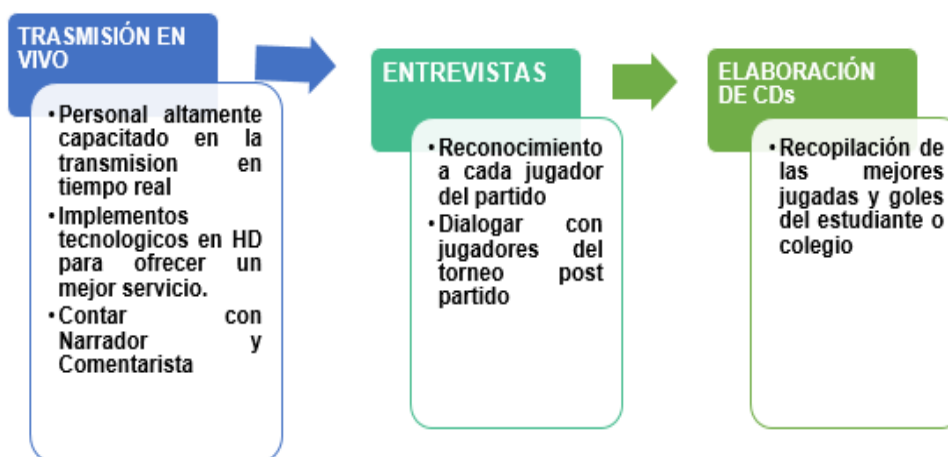 TRASMISIÓN EN
VIVO
•Personal altamente
capacitado en la
transmision en
tiempo real
•Implementos
tecnologicos en HD
para ofrecer un
mejor servicio.
•Contar con
Narrador y
Comentarista
ENTREVISTAS
•Reconocimiento
a cada jugador
del partido
•Dialogar con
jugadores del
torneo post
partido
ELABORACIÓN
DE CDs
•Recopilación de
las mejores
jugadas y goles
del estudiante o
colegio